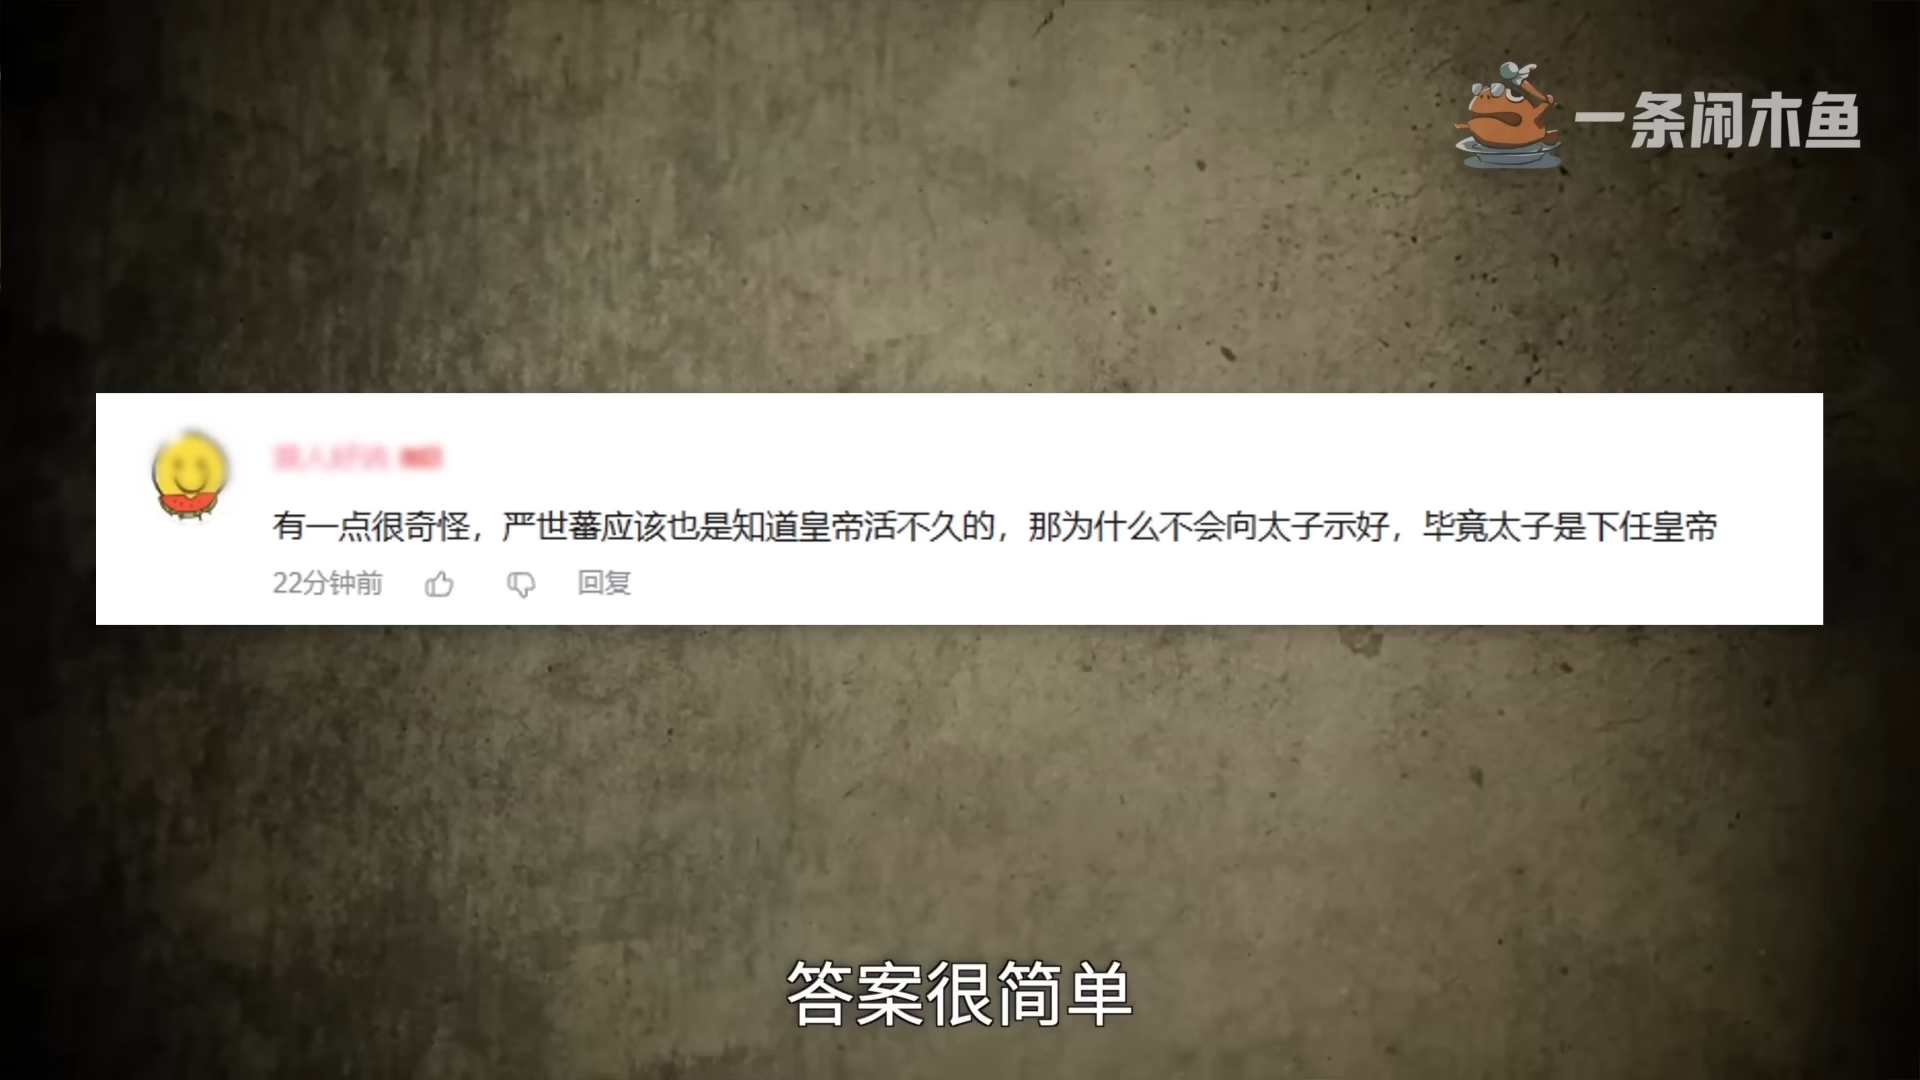 一条闲木鱼
有一点很奇怪，严世蕃应该也是知道皇帝活不久的，那为什么不会向太子示好，毕竟太子是下任皇帝
22分钟前 回复
答案很简单